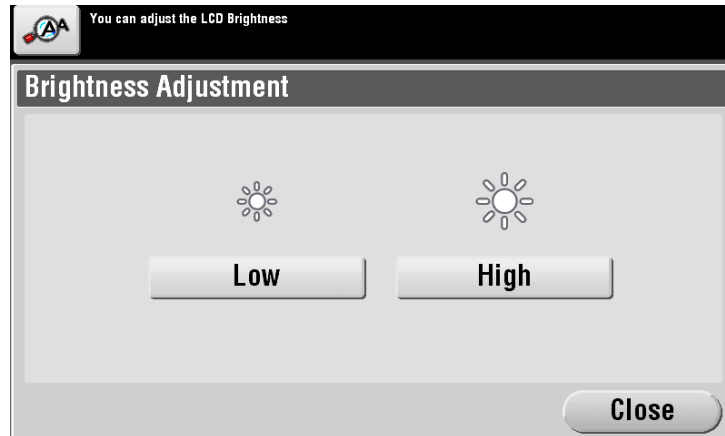 You can adjust the LCD Brightness
Brightness Adjustment
Low
High
Close